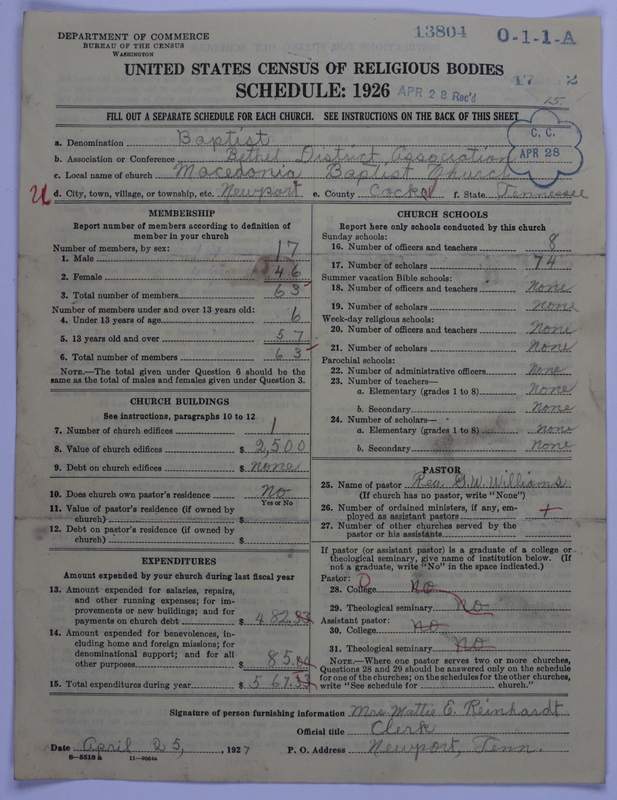 DEPARTMENT OF COMMERCE
BUREAU OF THE CENSUS
WASHINGTON
13804
O-1-1-A
UNITED STATES CENSUS OF RELIGIOUS BODIES
17 2
SCHEDULE: 1926 APR 28 Rec'd
FILL OUT A SEPARATE SCHEDULE FOR EACH CHURCH. SEE INSTRUCTIONS ON THE BACK OF THIS SHEET
C. C.
APR 28
a. Denomination Baptist
b. Association or Conference Bethel District Association
c. Local name of church Macedonia Baptist Church
d. City, town, village, or township, etc. Newport e. County Cocke f. State Tennessee
MEMBERSHIP
Report number of members according to definition of
member in your church
Number of members, by sex:
1. Male 17
2. Female 46
3. Total number of members 63
Number of members under and over 13 years old:
4. Under 13 years of age 6
5. 13 years old and over 57
6. Total number of members 63
NOTE.—The total given under Question 6 should be
same as the total of males and females given under Question 3.
CHURCH BUILDINGS
See instructions, paragraphs 10 to 12
7. Number of church edifices 1
8. Value of church edifices $ 2,500
9. Debt on church edifices $ none
10. Does church own pastor's residence No
Yes or No
11. Value of pastor's residence (if owned by
church) $
12. Debt on pastor's residence (if owned by
church) $
EXPENDITURES
Amount expended by your church during last fiscal year
13. Amount expended for salaries, repairs,
and other running expenses; for im-
provements or new buildings; and for
payments on church debt $ 482.33
14. Amount expended for benevolences, in-
cluding home and foreign missions; for
denominational support; and for all
other purposes $ 85.00
15. Total expenditures during year $ 567.33
CHURCH SCHOOLS
Report here only schools conducted by this church
Sunday schools:
16. Number of officers and teachers 8
17. Number of scholars 74
Summer vacation Bible schools:
18. Number of officers and teachers none
19. Number of scholars none
Week-day religious schools:
20. Number of officers and teachers None
21. Number of scholars None
Parochial schools:
22. Number of administrative officers None
23. Number of teachers—
a. Elementary (grades 1 to 8) None
b. Secondary None
24. Number of scholars—
a. Elementary (grades 1 to 8) None
b. Secondary none
PASTOR
25. Name of pastor Rev. G.W. Williams
(If church has no pastor, write "None")
26. Number of ordained ministers, if any, em-
ployed as assistant pastors
27. Number of other churches served by the
pastor or his assistants
If pastor (or assistant pastor) is a graduate of a college or
theological seminary, give name of institution below. (If
not a graduate, write "No" in the space indicated.)
Pastor: 0
28. College No
29. Theological seminary No
Assistant pastor:
30. College no
31. Theological seminary no
NOTE.—Where one pastor serves two or more churches,
Questions 28 and 29 should be answered only on the schedule
for one of the churches; on the schedules for the other churches,
write "See schedule for church."
Signature of person furnishing information Mrs. Mattie E. Reinhardt
Official title Clerk
Date April 25, , 1927 P. O. Address Newport, Tenn.
8—5518 a 11—9064a